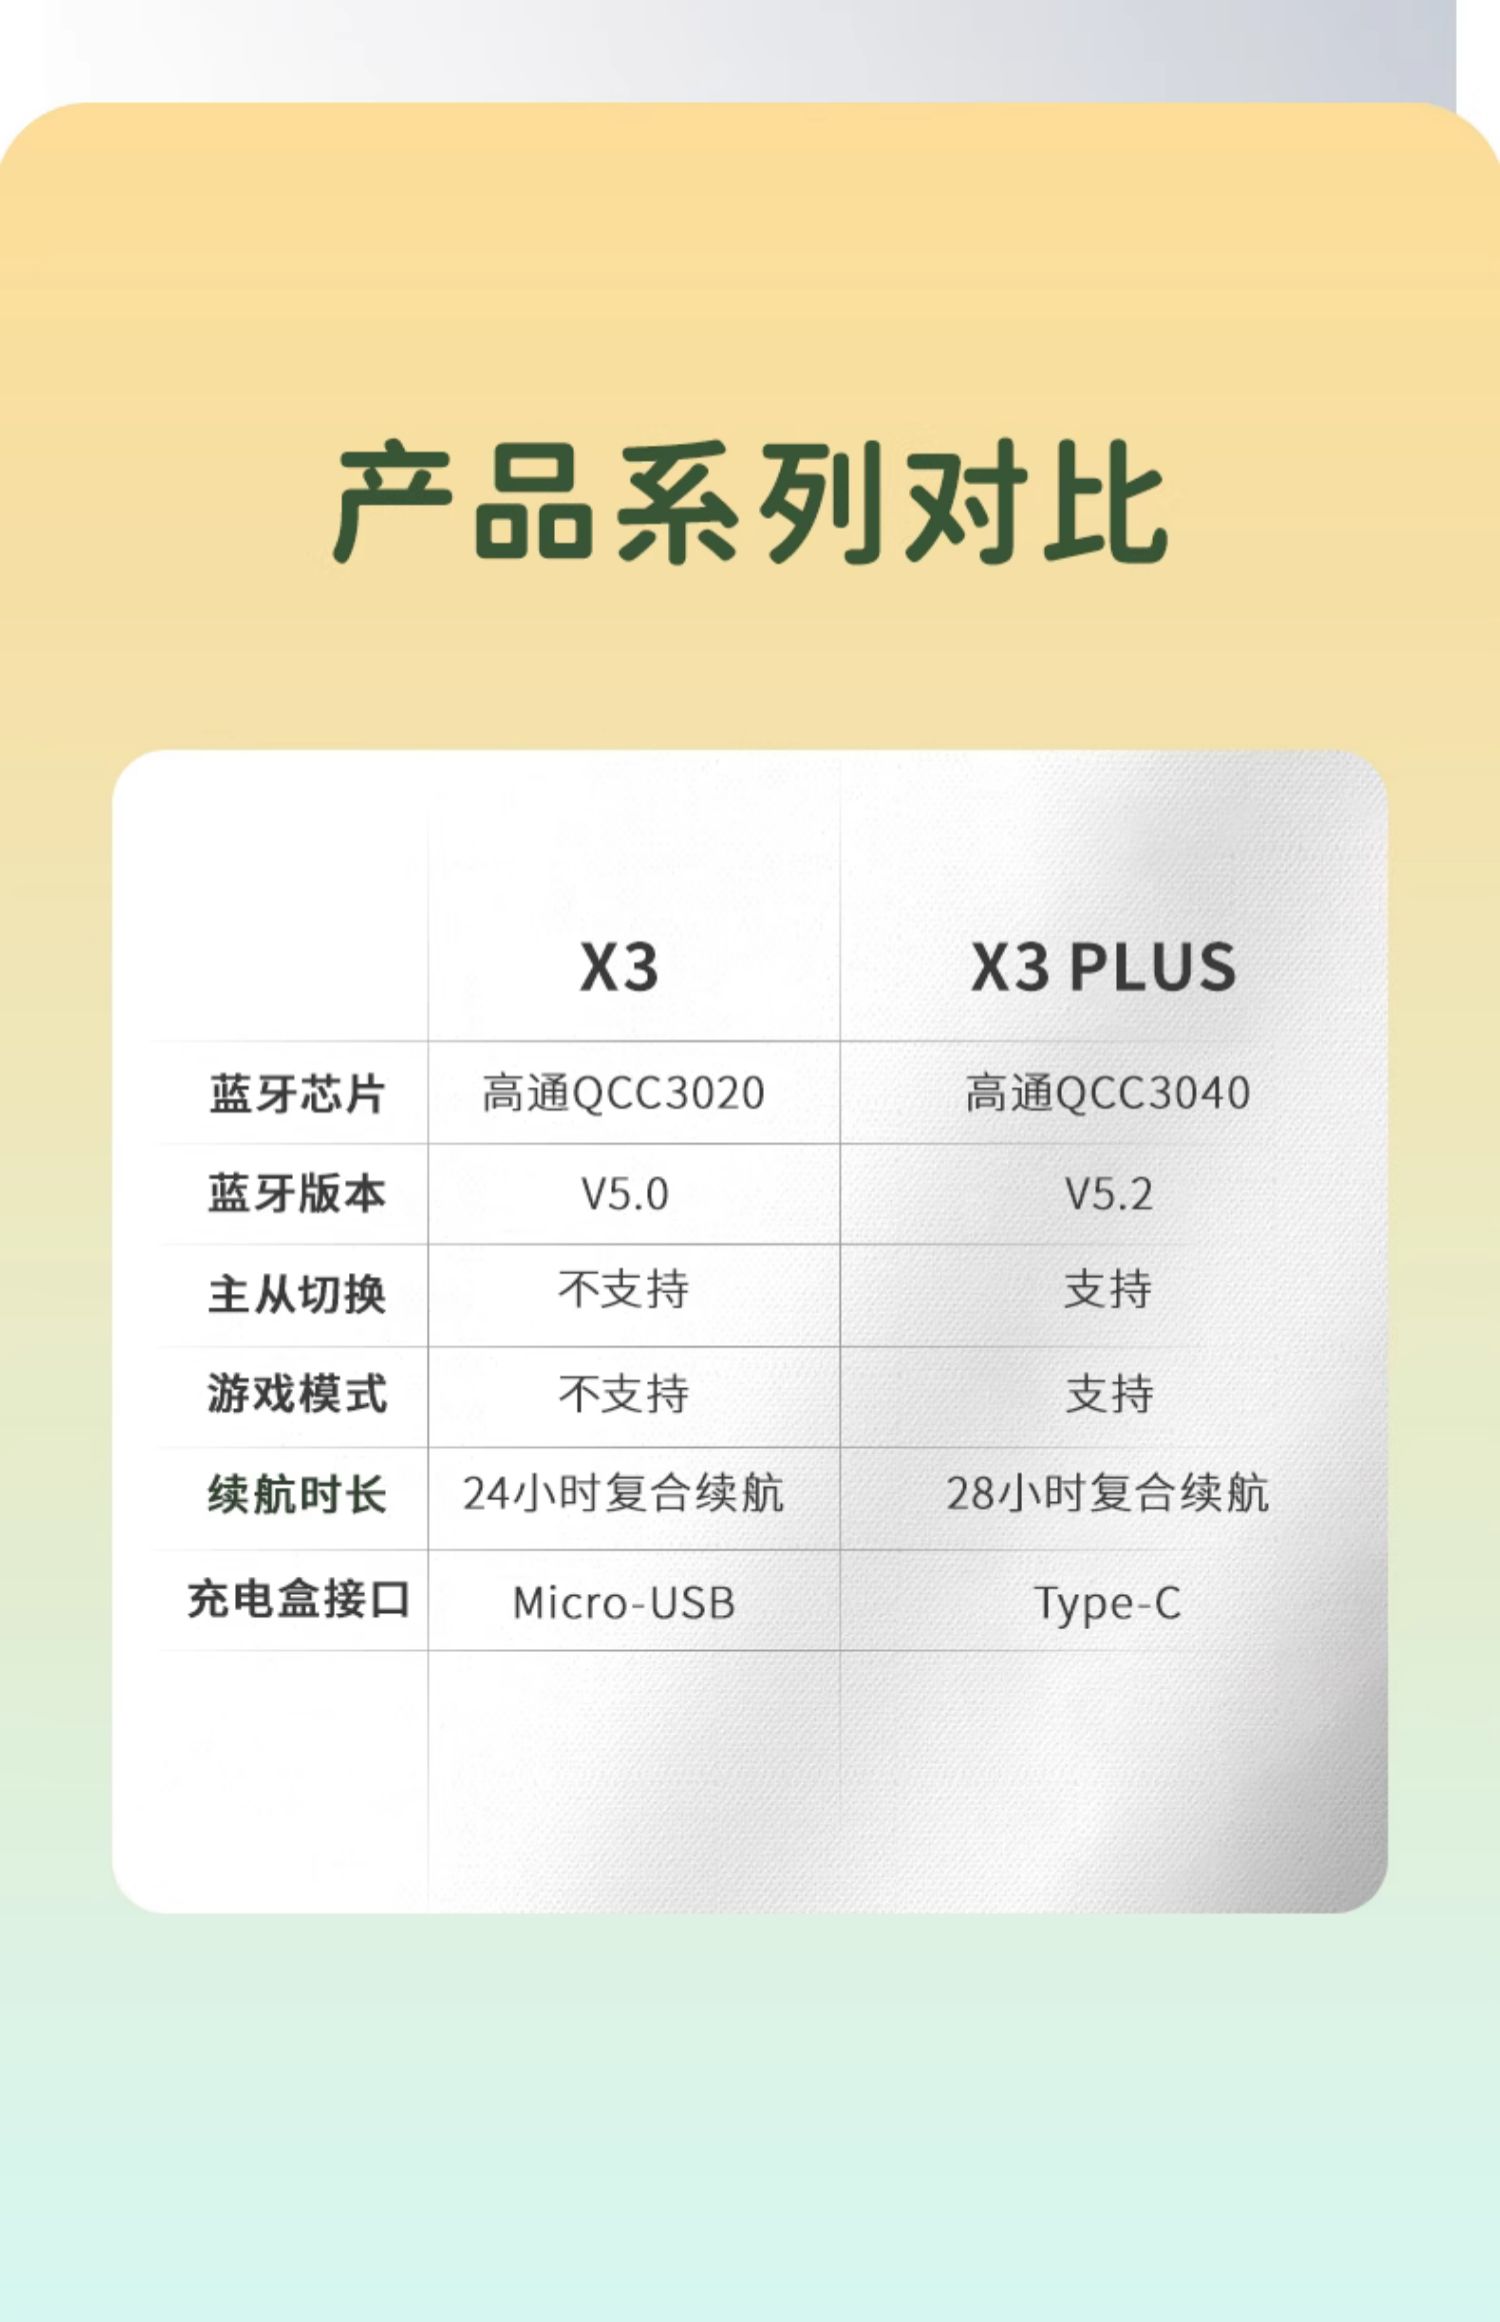 产品系列对比
X3 X3 PLUS
蓝牙芯片 高通QCC3020 高通QCC3040
蓝牙版本 V5.0 V5.2
主从切换 不支持 支持
游戏模式 不支持 支持
续航时长 24小时复合续航 28小时复合续航
充电盒接口 Micro-USB Type-C